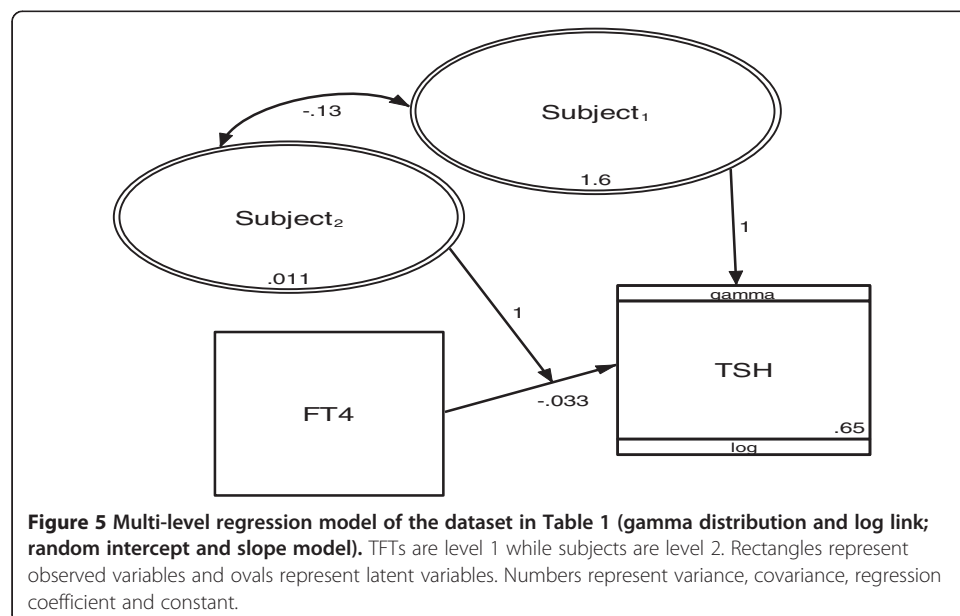 -.13
Subject₁
1.6
Subject₂
.011
1
1
gamma
TSH
.65
log
FT4
-.033
Figure 5 Multi-level regression model of the dataset in Table 1 (gamma distribution and log link;
random intercept and slope model). TFTs are level 1 while subjects are level 2. Rectangles represent
observed variables and ovals represent latent variables. Numbers represent variance, covariance, regression
coefficient and constant.